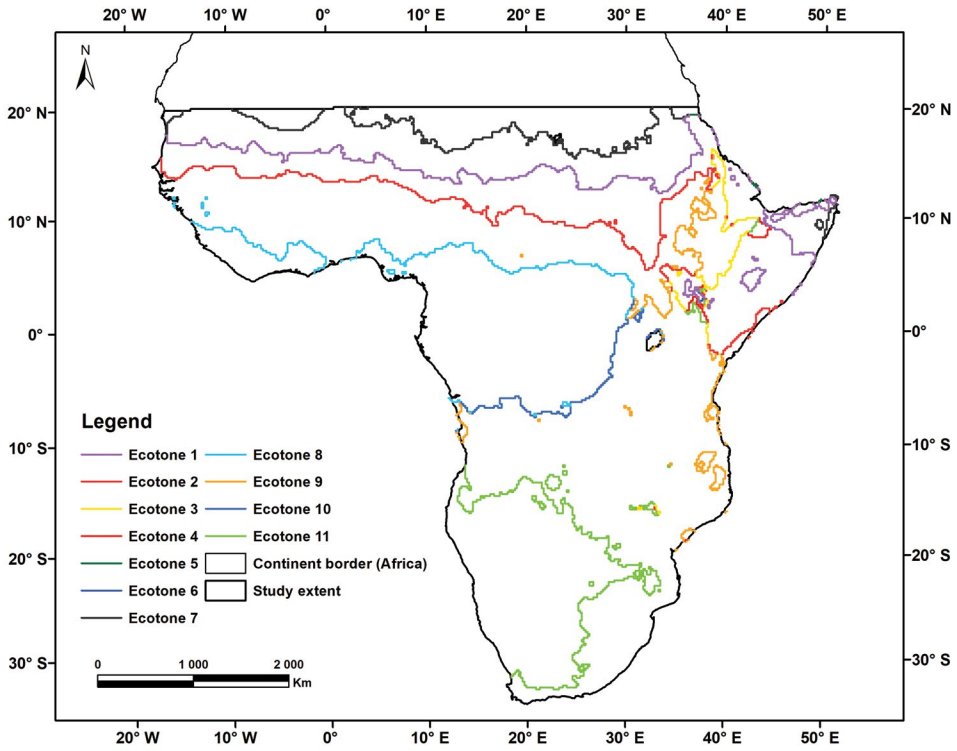 20° W 10° W 0° 10° E 20 ° E 30 ° E 40 ° E 50° E
N
20° N 20° N
10° N 10° N
0° 0°
Legend
10° S 10° S
Ecotone 1 Ecotone 8
Ecotone 2 Ecotone 9
Ecotone 3 Ecotone 10
Ecotone 4 Ecotone 11
Ecotone 5 Continent border (Africa)
Ecotone 6 Study extent
Ecotone 7
20° S 20° S
0 1 000 2 000
Km
30° S 30° S
20° W 10° W 0° 10° E 20° E 30° E 40° E 50° E